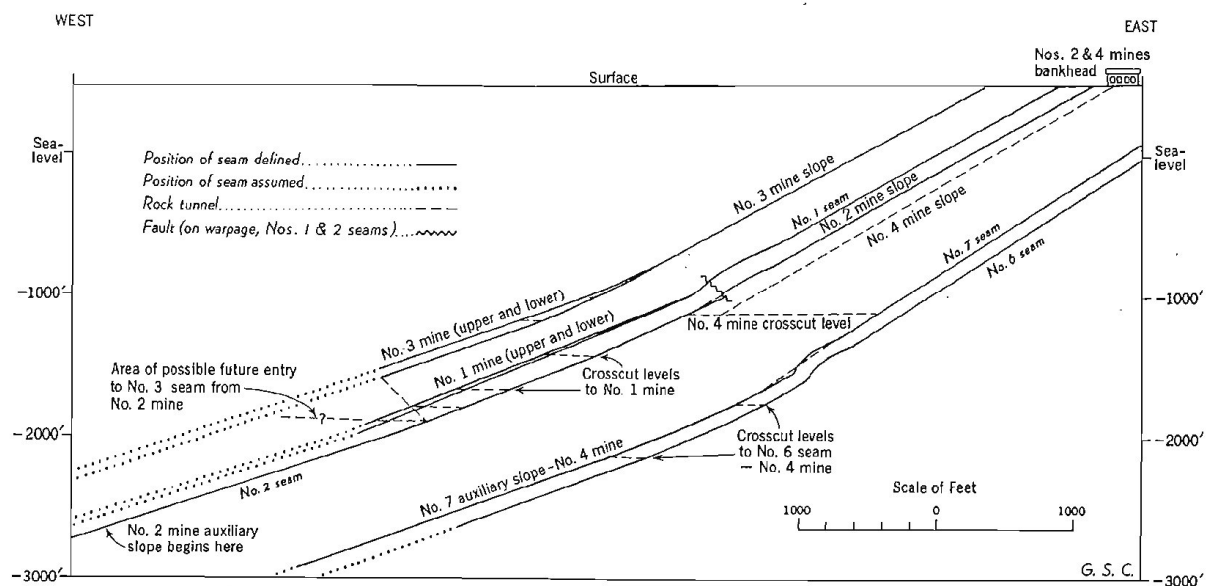 WEST
EAST
Nos. 2 & 4 mines
bankhead
Surface
Sea-
level
Sea-
level
Position of seam defined
Position of seam assumed
Rock tunnel
Fault (on warpage, Nos. 1 & 2 seams)
No. 3 mine slope
No. 1 seam
No. 2 mine slope
No. 4 mine slope
No. 7 seam
No. 6 seam
-1000'
-1000'
No. 3 mine (upper and lower)
No. 4 mine crosscut level
No. 1 mine (upper and lower)
Area of possible future entry
to No. 3 seam from
No. 2 mine
?
Crosscut levels
to No. 1 mine
-2000'
-2000'
Crosscut levels
to No. 6 seam
- No. 4 mine
No. 2 seam
No. 7 auxiliary slope-No. 4 mine
Scale of Feet
1000 0 1000
No. 2 mine auxiliary
slope begins here
-3000'
-3000'
G. S. C.